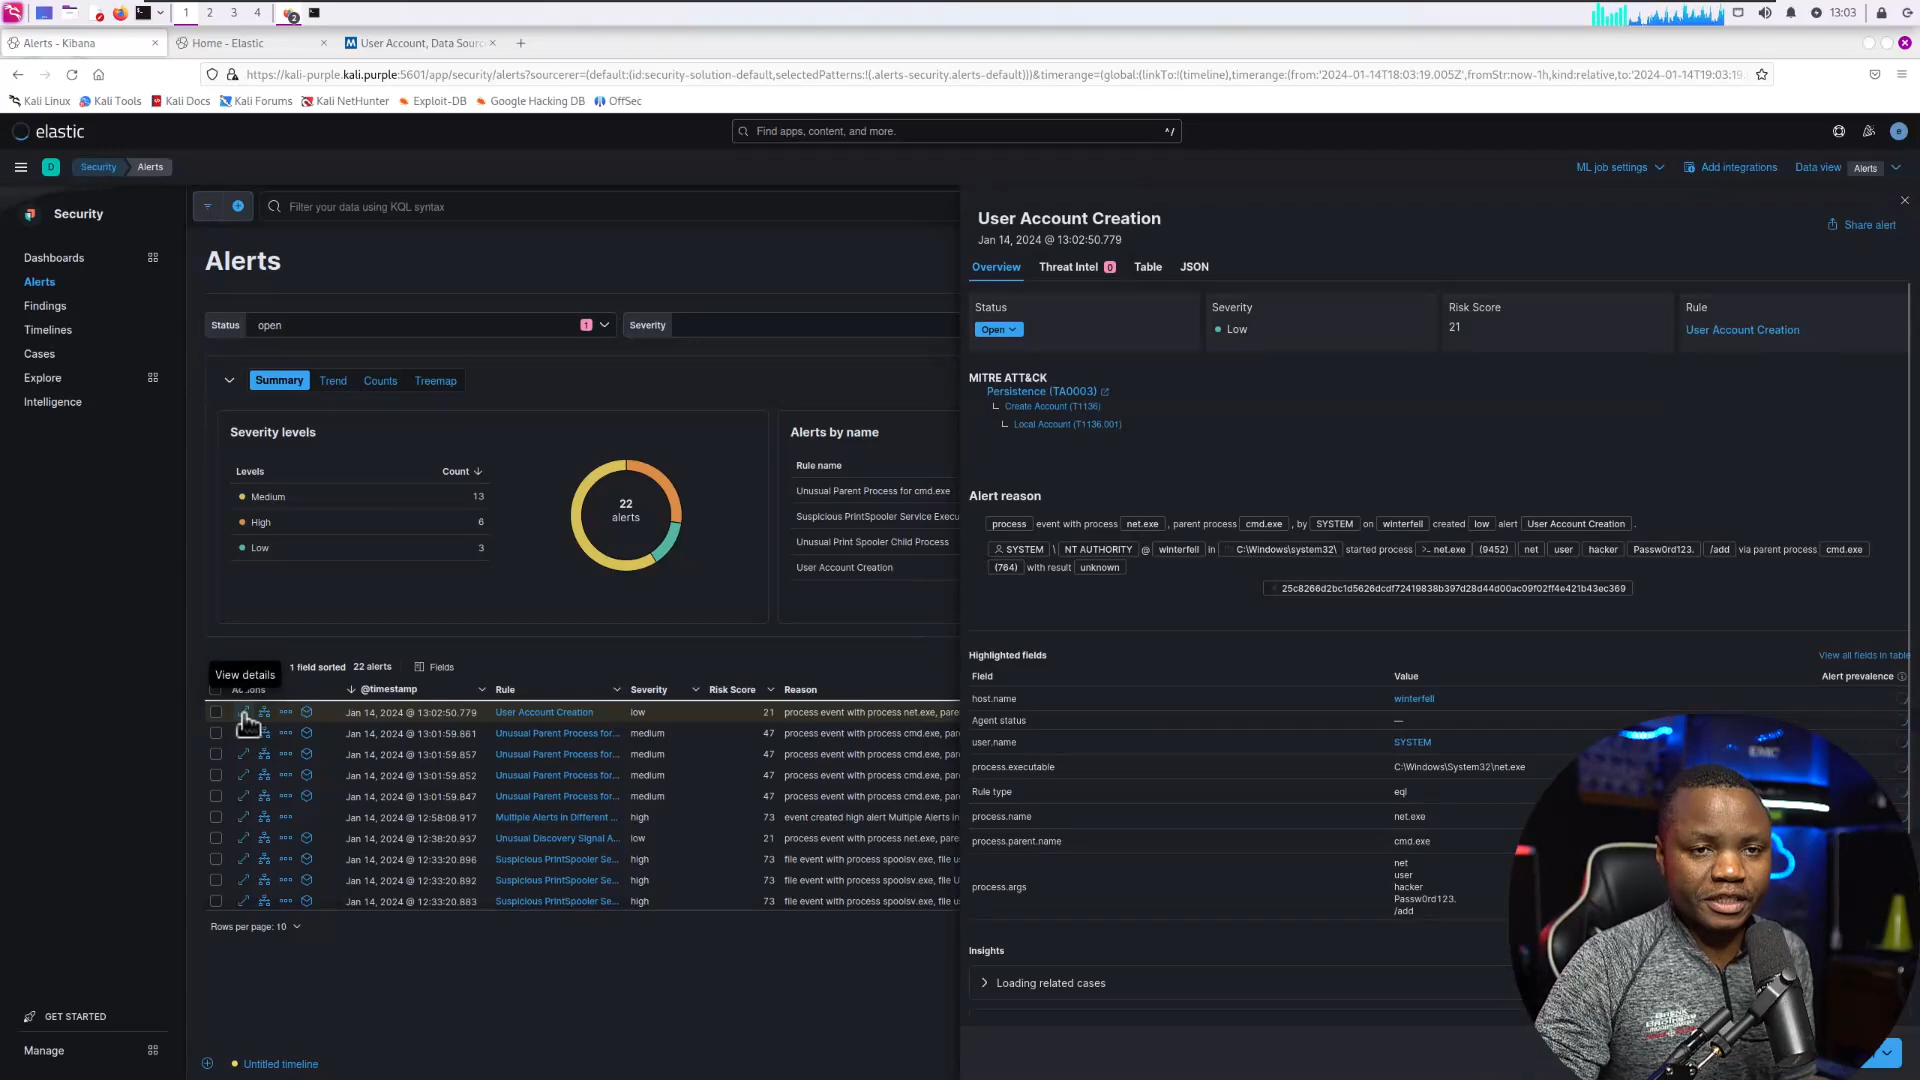 1 2 3 4 2 13:03
Alerts - Kibana Home - Elastic User Account, Data Sourc
https://kali-purple.kali.purple:5601/app/security/alerts?sourcerer=(default:(id:security-solution-default,selectedPatterns:!(.alerts-security.alerts-default)))&timerange=(global:(linkTo:!(timeline),timerange:(from:'2024-01-14T18:03:19.005Z',fromStr:now-1h,kind:relative,to:'2024-01-14T19:03:19.
Kali Linux Kali Tools Kali Docs Kali Forums Kali NetHunter Exploit-DB Google Hacking DB OffSec
elastic Find apps, content, and more. ^/ e
D Security Alerts ML job settings Add integrations Data view Alerts
Security
Dashboards
Alerts
Findings
Timelines
Cases
Explore
Intelligence
GET STARTED
Manage
Filter your data using KQL syntax
Alerts
Status open 1 Severity
Summary Trend Counts Treemap
Severity levels
Levels Count
Medium 13
High 6
Low 3
22
alerts
Alerts by name
Rule name
Unusual Parent Process for cmd.exe
Suspicious PrintSpooler Service Execu
Unusual Print Spooler Child Process
User Account Creation
View details
1 field sorted 22 alerts Fields
Actions @timestamp Rule Severity Risk Score Reason
Jan 14, 2024 @ 13:02:50.779 User Account Creation low 21 process event with process net.exe, pare
Jan 14, 2024 @ 13:01:59.861 Unusual Parent Process for... medium 47 process event with process cmd.exe, par
Jan 14, 2024 @ 13:01:59.857 Unusual Parent Process for... medium 47 process event with process cmd.exe, par
Jan 14, 2024 @ 13:01:59.852 Unusual Parent Process for... medium 47 process event with process cmd.exe, par
Jan 14, 2024 @ 13:01:59.847 Unusual Parent Process for... medium 47 process event with process cmd.exe, par
Jan 14, 2024 @ 12:58:08.917 Multiple Alerts in Different ... high 73 event created high alert Multiple Alerts in
Jan 14, 2024 @ 12:38:20.937 Unusual Discovery Signal A... low 21 process event with process net.exe, pare
Jan 14, 2024 @ 12:33:20.896 Suspicious PrintSpooler Se... high 73 file event with process spoolsv.exe, file u
Jan 14, 2024 @ 12:33:20.892 Suspicious PrintSpooler Se... high 73 file event with process spoolsv.exe, file u
Jan 14, 2024 @ 12:33:20.883 Suspicious PrintSpooler Se... high 73 file event with process spoolsv.exe, file u
Rows per page: 10
Untitled timeline
User Account Creation
Jan 14, 2024 @ 13:02:50.779
Share alert
Overview Threat Intel 0 Table JSON
Status Severity Risk Score Rule
Open Low 21 User Account Creation
MITRE ATT&CK
Persistence (TA0003)
Create Account (T1136)
Local Account (T1136.001)
Alert reason
process event with process net.exe , parent process cmd.exe , by SYSTEM on winterfell created low alert User Account Creation .
SYSTEM \ NT AUTHORITY @ winterfell in C:\Windows\system32\ started process >_ net.exe (9452) net user hacker Passw0rd123. /add via parent process cmd.exe
(764) with result unknown
25c8266d2bc1d5626dcdf72419838b397d28d44d00ac09f02ff4e421b43ec369
Highlighted fields View all fields in table
Field Value Alert prevalence
host.name winterfell
Agent status —
user.name SYSTEM
process.executable C:\Windows\System32\net.exe
Rule type eql
process.name net.exe
process.parent.name cmd.exe
process.args
net
user
hacker
Passw0rd123.
/add
Insights
Loading related cases
EMC